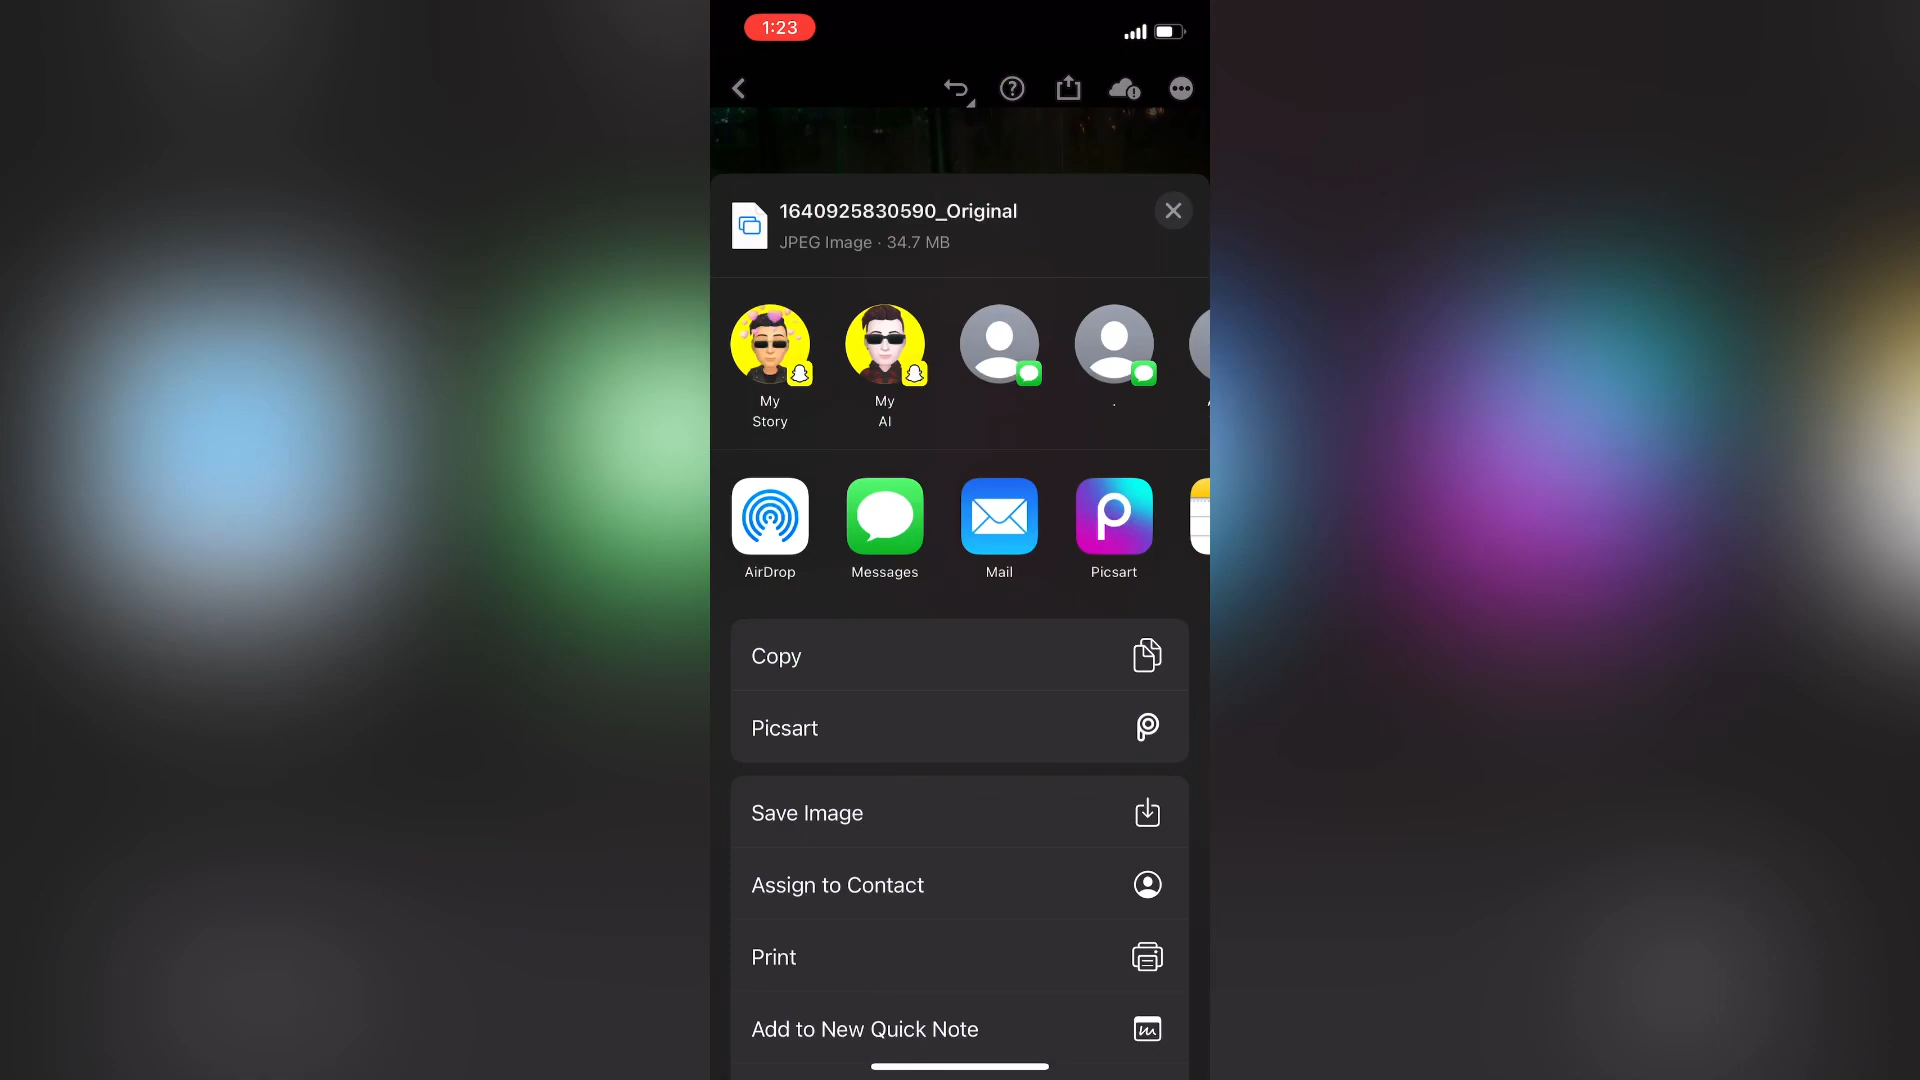 1:23
1640925830590_Original
JPEG Image · 34.7 MB
My
Story
My
AI
.
AirDrop
Messages
Mail
Picsart
Copy
Picsart
Save Image
Assign to Contact
Print
Add to New Quick Note